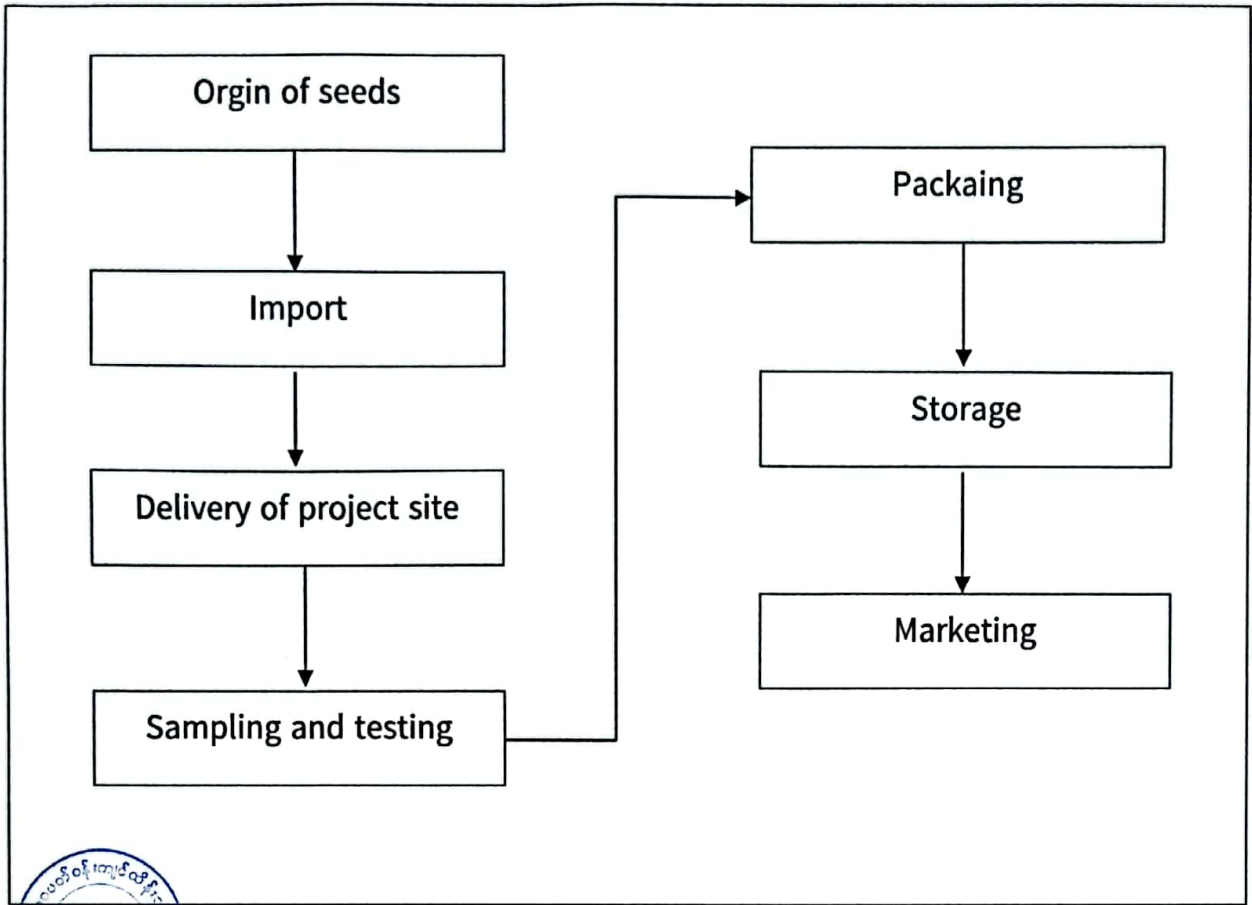 Orgin of seeds
Import
Delivery of project site
Sampling and testing
Packaing
Storage
Marketing